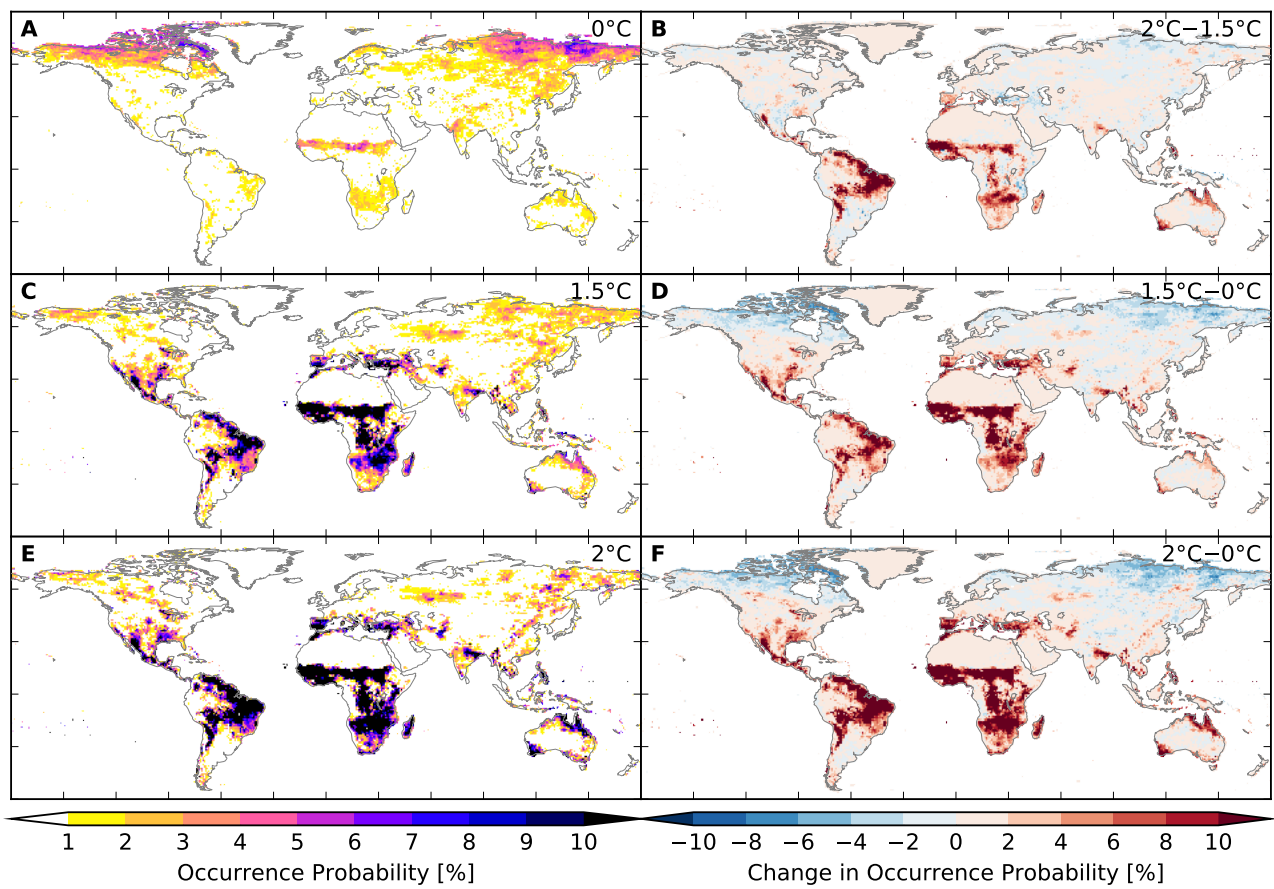 A 0°C
B 2°C−1.5°C
C 1.5°C
D 1.5°C−0°C
E 2°C
F 2°C−0°C
1 2 3 4 5 6 7 8 9 10
−10 −8 −6 −4 −2 0 2 4 6 8 10
Occurrence Probability [%]
Change in Occurrence Probability [%]